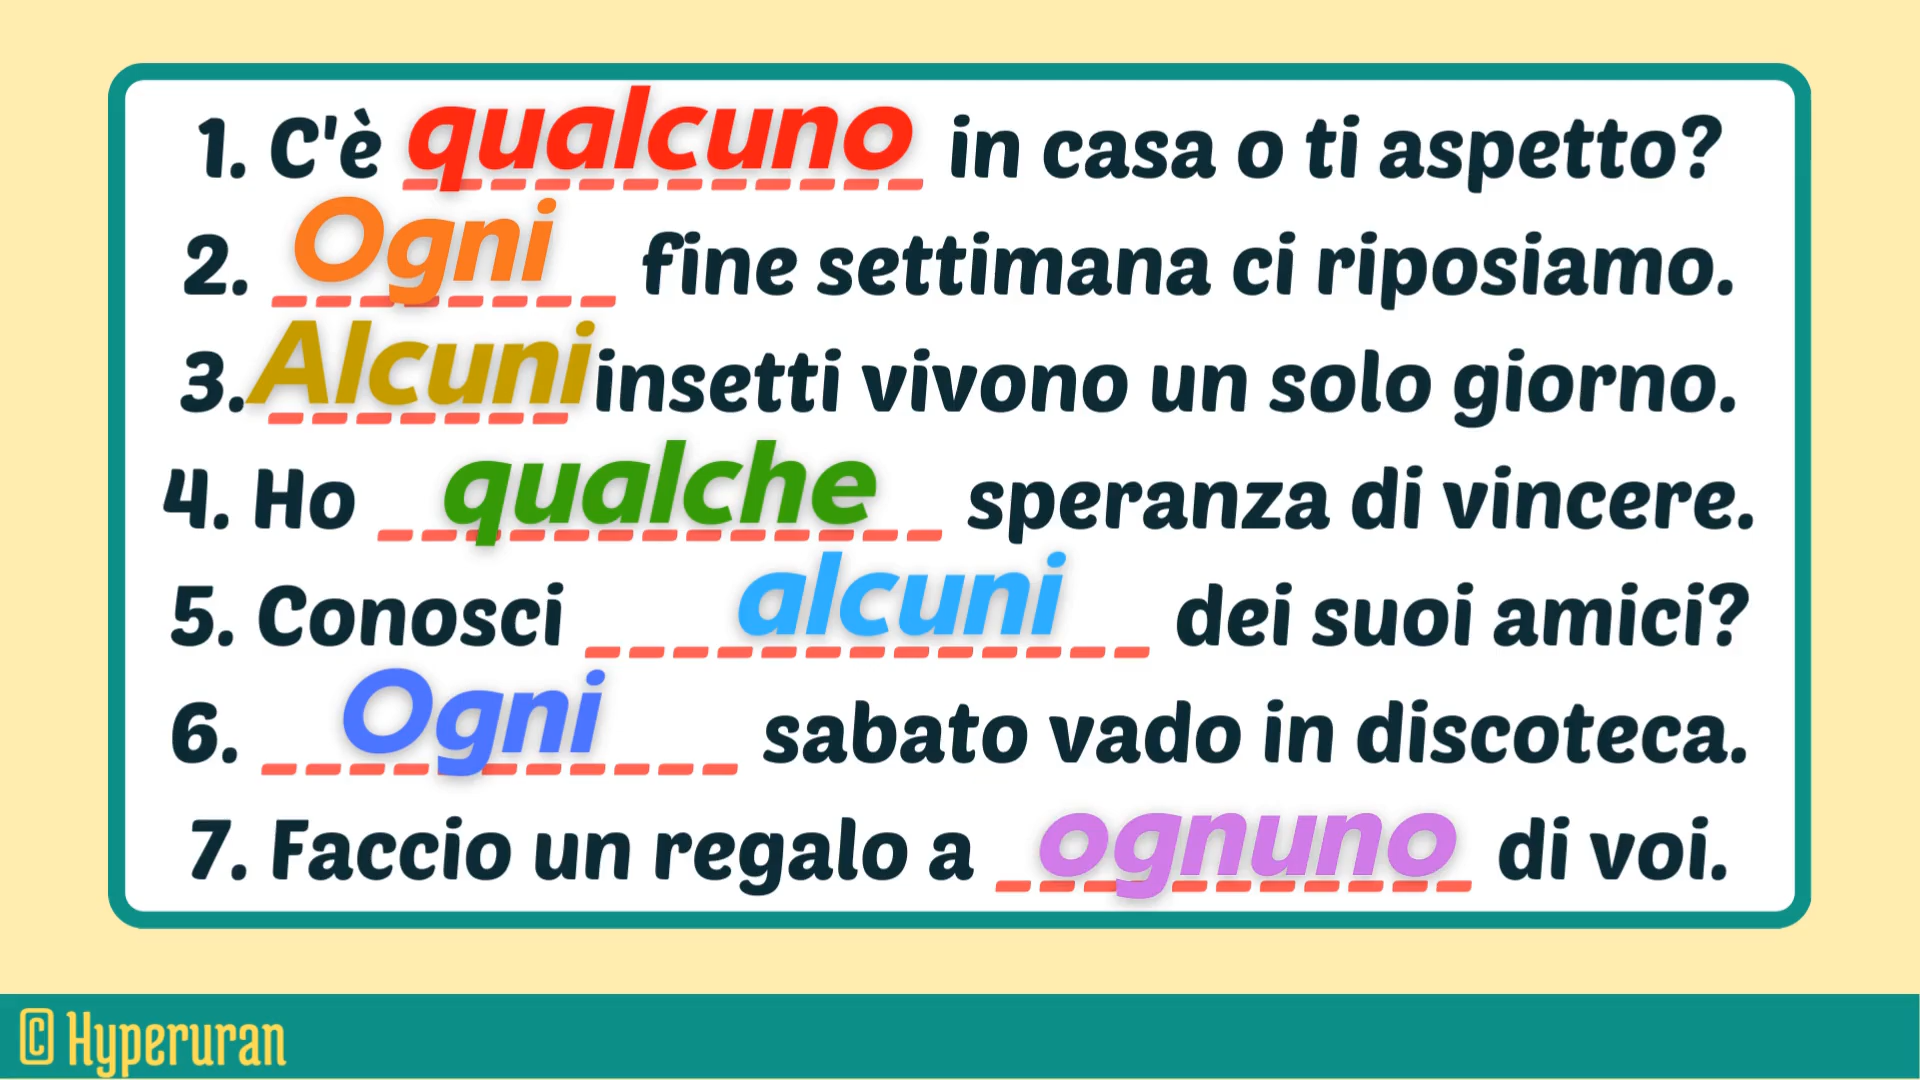 1. C'è qualcuno in casa o ti aspetto?
2. Ogni fine settimana ci riposiamo.
3. Alcuni insetti vivono un solo giorno.
4. Ho qualche speranza di vincere.
5. Conosci alcuni dei suoi amici?
6. Ogni sabato vado in discoteca.
7. Faccio un regalo a ognuno di voi.
© Hyperuran